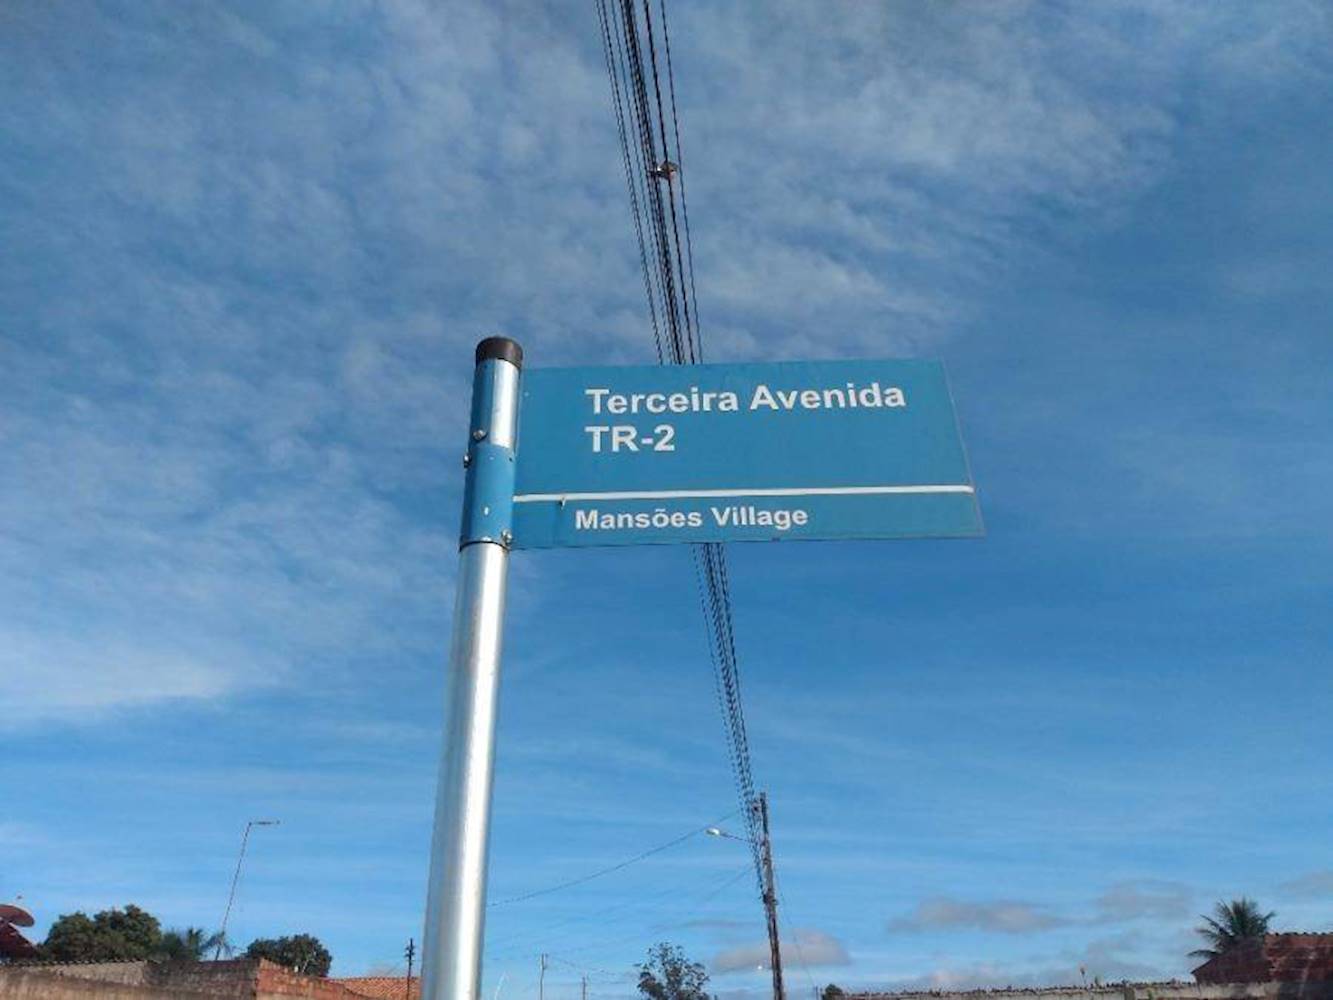 Terceira Avenida
TR-2
Mansões Village